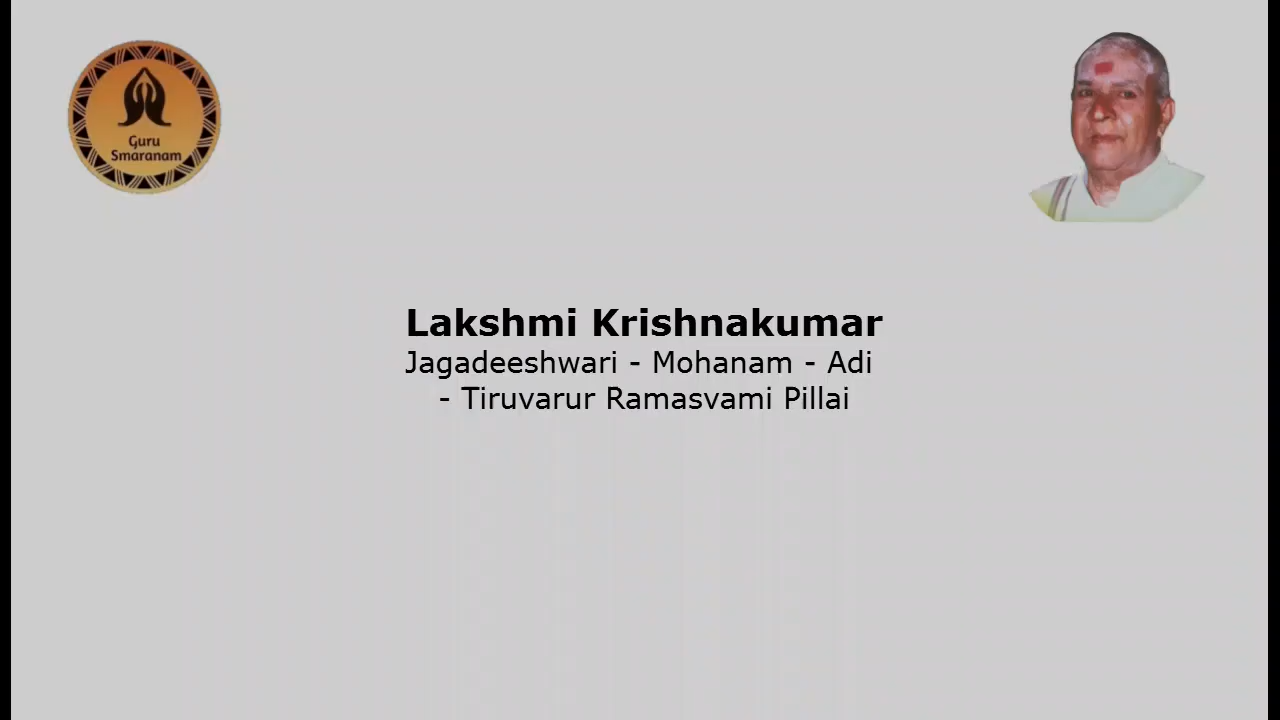 Guru
Smaranam
Lakshmi Krishnakumar
Jagadeeshwari - Mohanam - Adi
- Tiruvarur Ramasvami Pillai